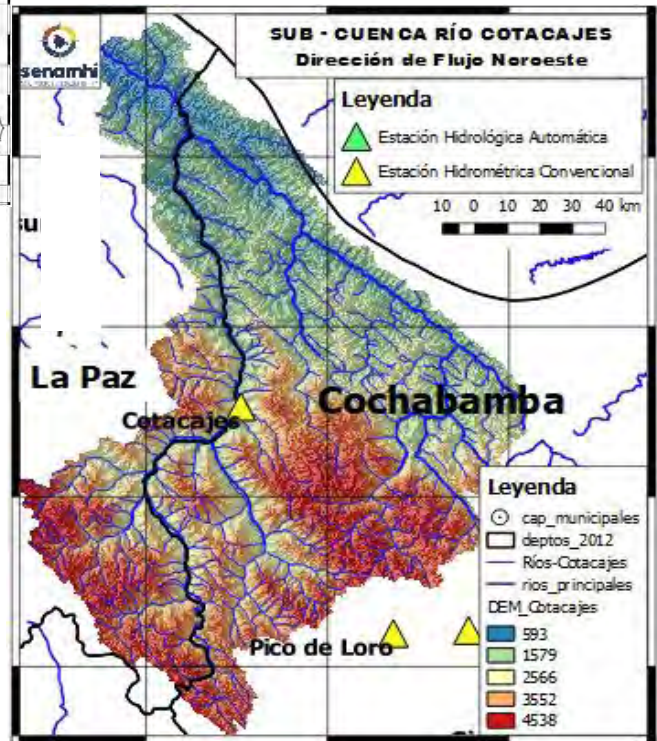 senamhi
SUB - CUENCA RÍO COTACAJES
Dirección de Flujo Noroeste
Leyenda
Estación Hidrológica Automática
Estación Hidrométrica Convencional
10 0 10 20 30 40 km
La Paz
Cochabamba
Cotacajes
Pico de Loro
Leyenda
cap_municipales
deptos_2012
Ríos-Cotacajes
rios_principales
DEM_Cotacajes
593
1579
2566
3552
4538